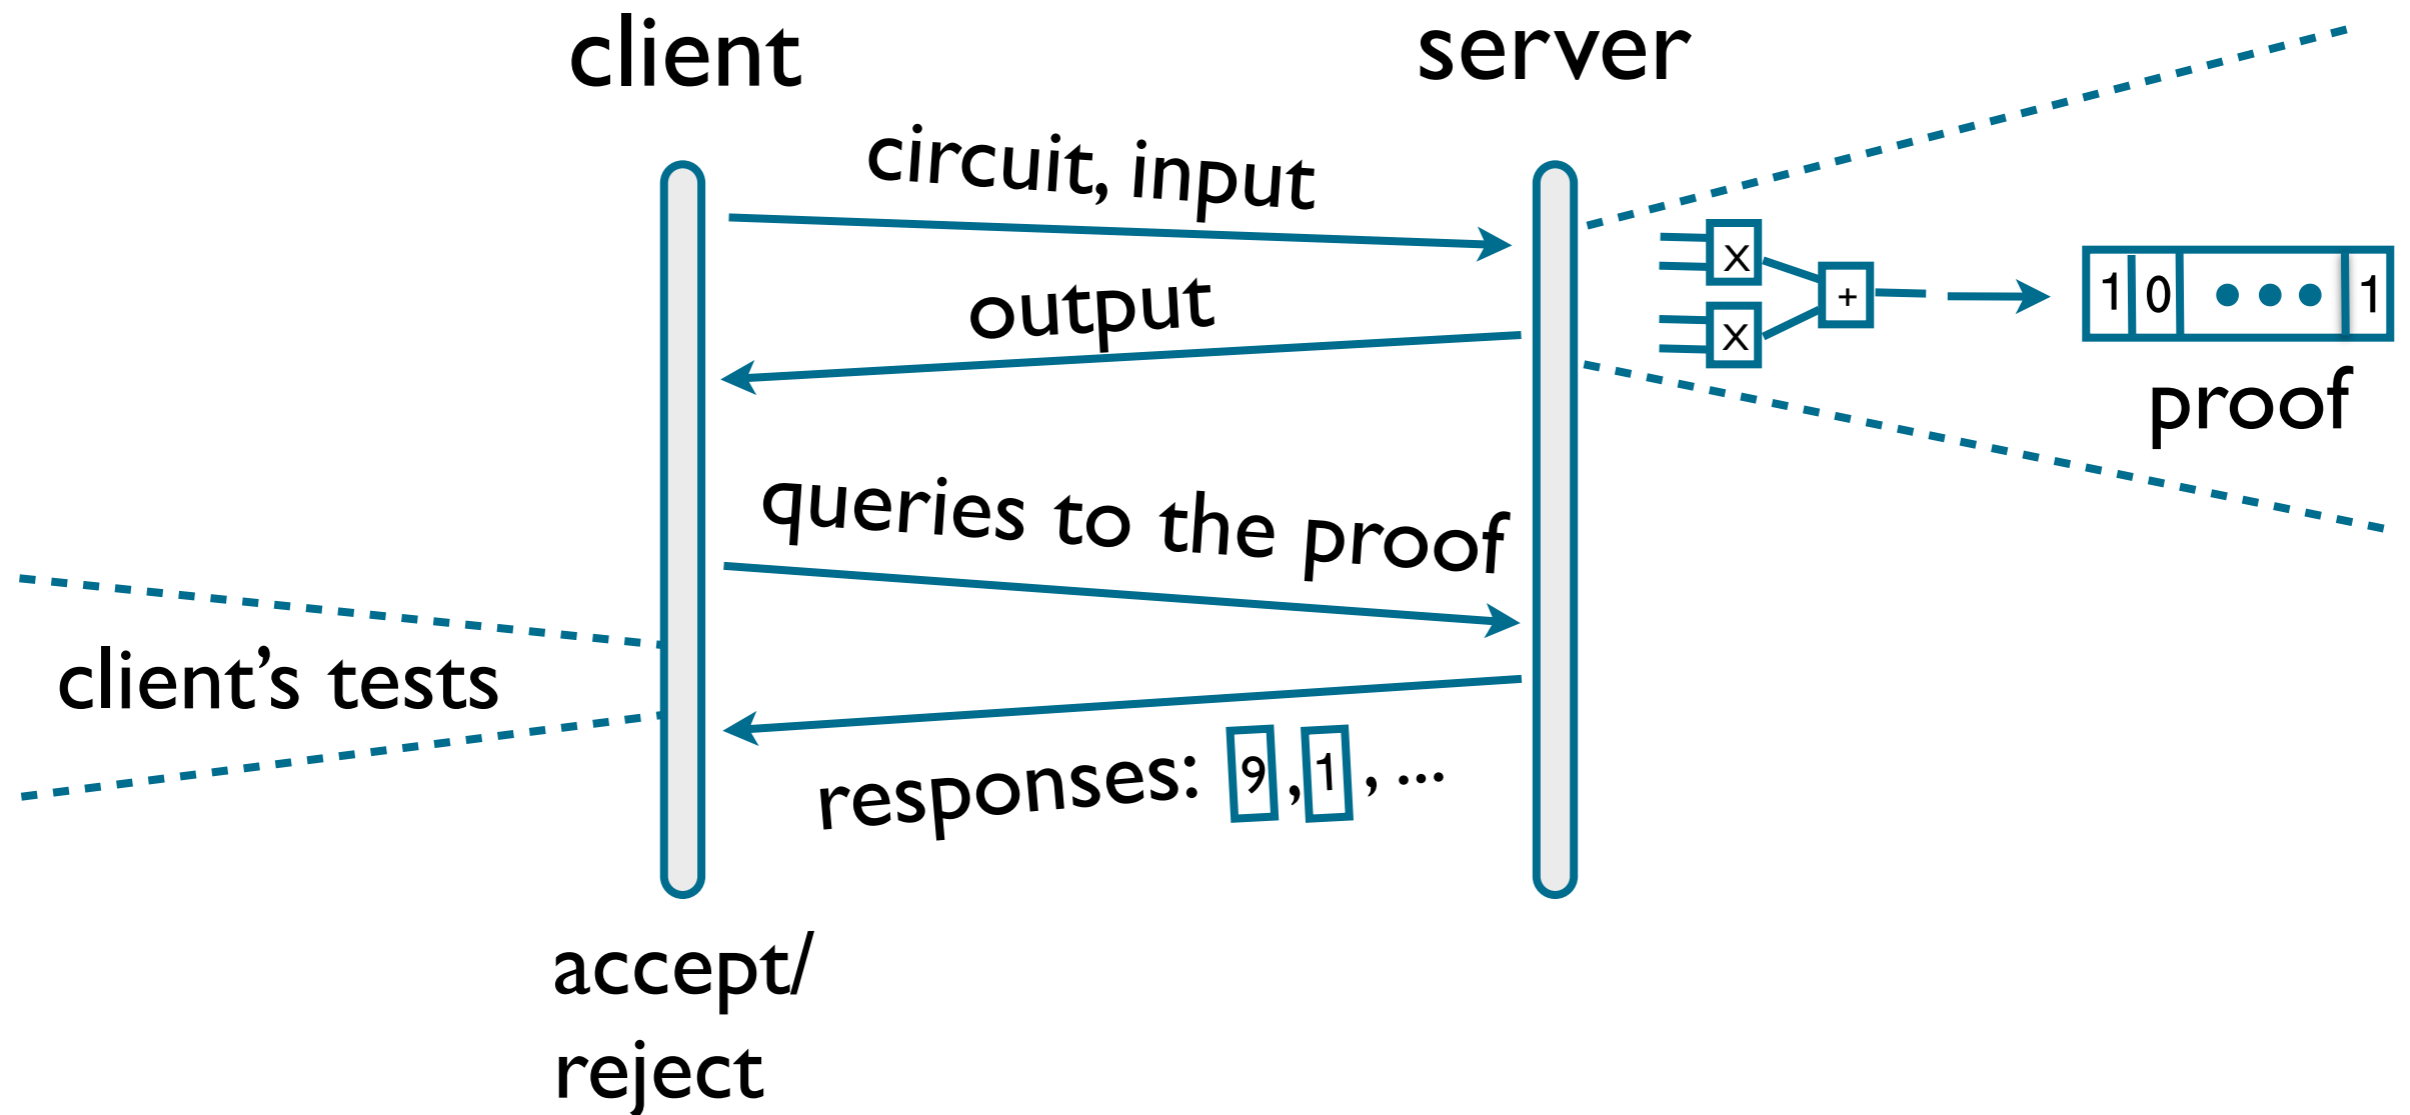 client
server
circuit, input
output
x
x
+
1 0 ••• 1
proof
queries to the proof
client's tests
responses: 9 , 1 , ...
accept/
reject